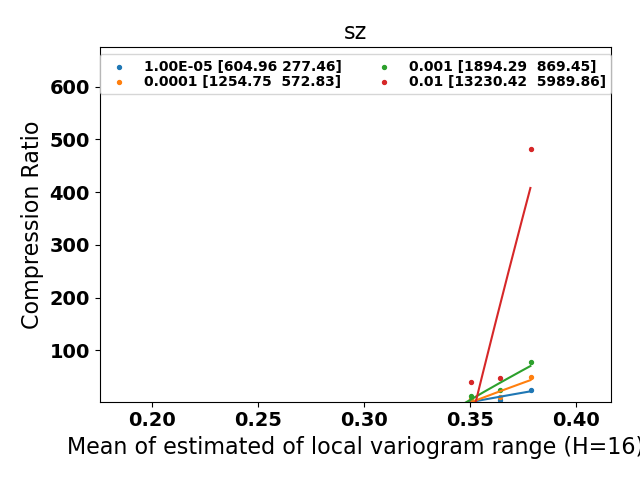 sz
1.00E-05 [604.96 277.46]
0.0001 [1254.75  572.83]
0.001 [1894.29  869.45]
0.01 [13230.42  5989.86]
600
500
400
300
200
100
Compression Ratio
0.20 0.25 0.30 0.35 0.40
Mean of estimated of local variogram range (H=16)